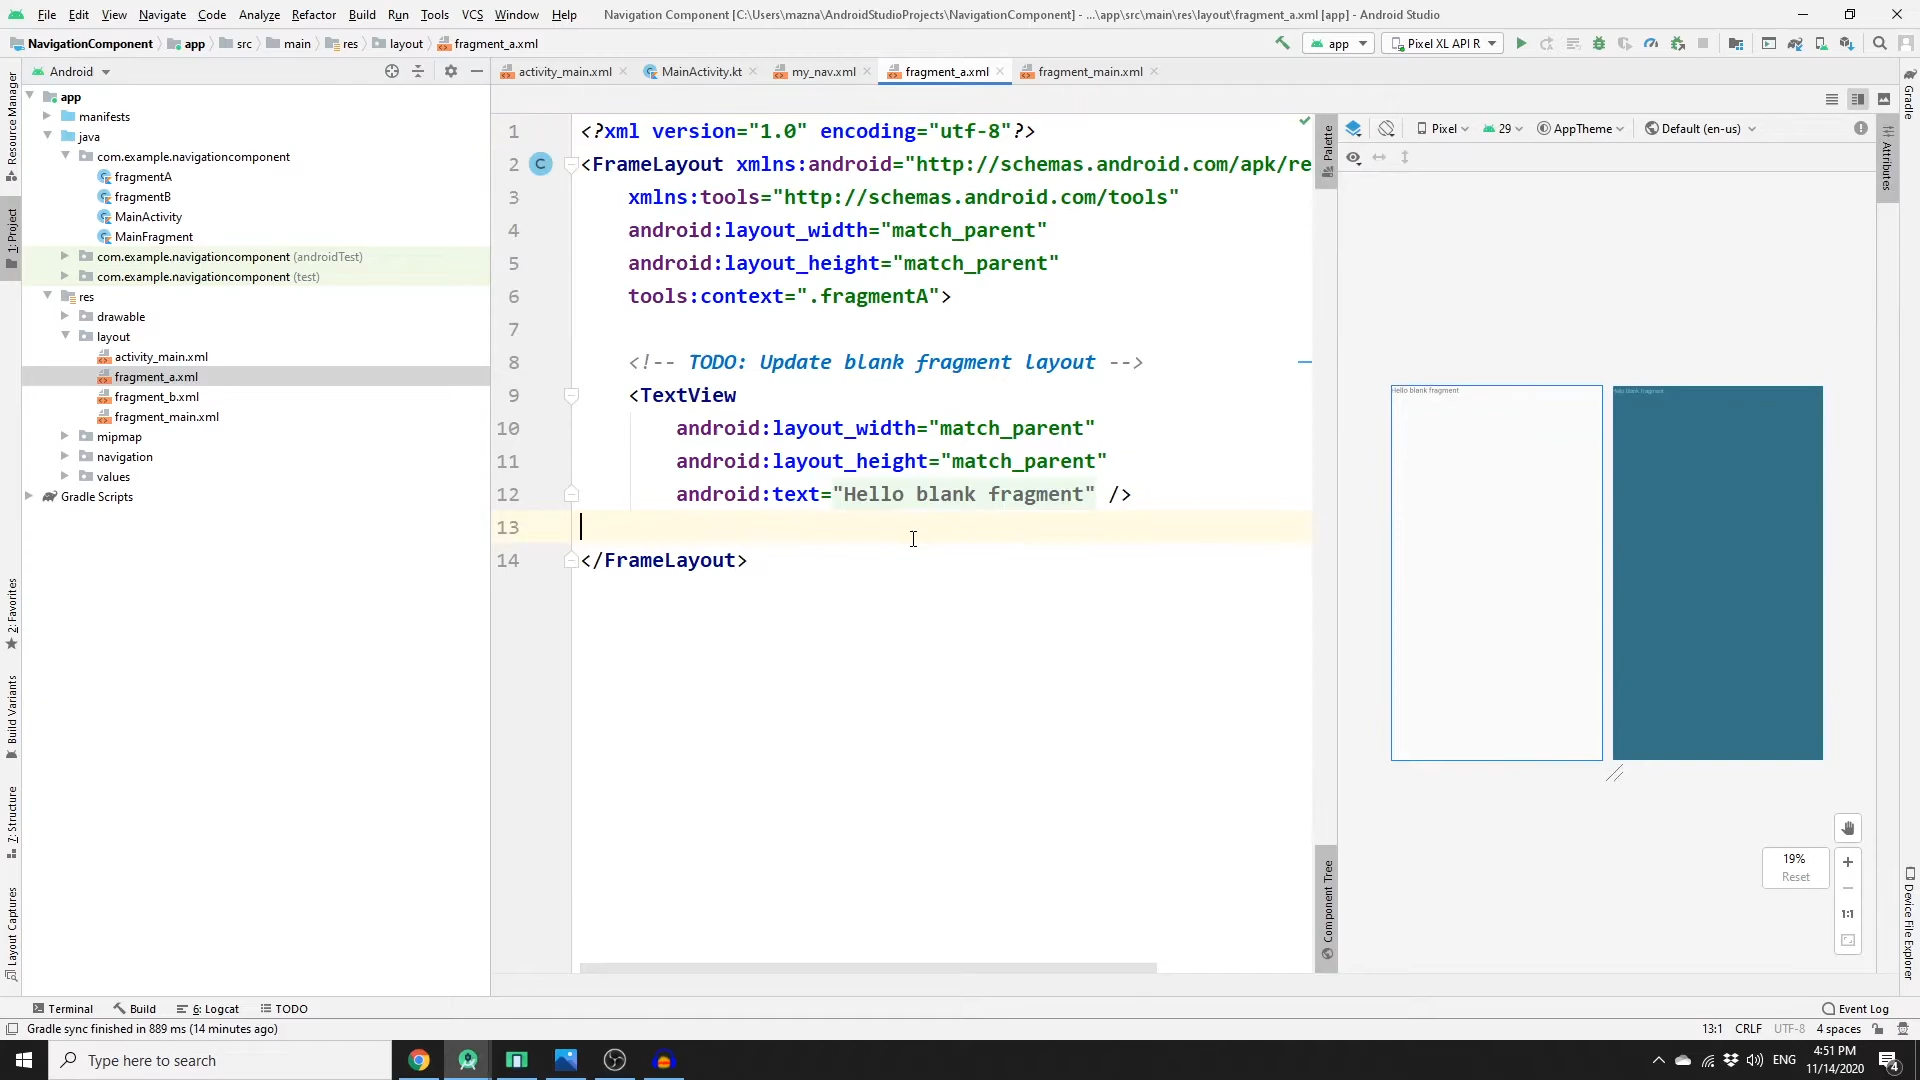 File Edit View Navigate Code Analyze Refactor Build Run Tools VCS Window Help Navigation Component [C:\Users\mazna\AndroidStudioProjects\NavigationComponent] - ...\app\src\main\res\layout\fragment_a.xml [app] - Android Studio
NavigationComponent app src main res layout fragment_a.xml
app Pixel XL API R
Android
activity_main.xml MainActivity.kt my_nav.xml fragment_a.xml fragment_main.xml
Resource Manager
1: Project
2: Favorites
Build Variants
7: Structure
Layout Captures
app
manifests
java
com.example.navigationcomponent
fragmentA
fragmentB
MainActivity
MainFragment
com.example.navigationcomponent (androidTest)
com.example.navigationcomponent (test)
res
drawable
layout
activity_main.xml
fragment_a.xml
fragment_b.xml
fragment_main.xml
mipmap
navigation
values
Gradle Scripts
1 <?xml version="1.0" encoding="utf-8"?>
2 C <FrameLayout xmlns:android="http://schemas.android.com/apk/re
3 xmlns:tools="http://schemas.android.com/tools"
4 android:layout_width="match_parent"
5 android:layout_height="match_parent"
6 tools:context=".fragmentA">
7
8 <!-- TODO: Update blank fragment layout -->
9 <TextView
10 android:layout_width="match_parent"
11 android:layout_height="match_parent"
12 android:text="Hello blank fragment" />
13
14 </FrameLayout>
Palette
Component Tree
Pixel 29 AppTheme Default (en-us)
Hello blank fragment
Hello blank fragment
19%
Reset
1:1
Gradle
Attributes
Device File Explorer
Terminal Build 6: Logcat TODO Event Log
Gradle sync finished in 889 ms (14 minutes ago) 13:1 CRLF UTF-8 4 spaces
Type here to search
ENG
4:51 PM
11/14/2020
4